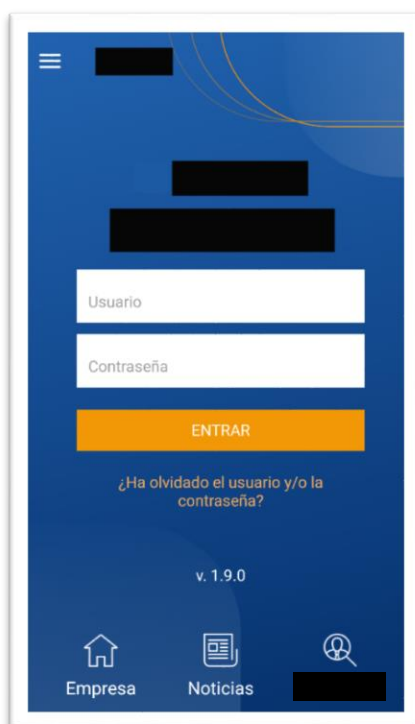 Usuario
Contraseña
ENTRAR
¿Ha olvidado el usuario y/o la
contraseña?
v. 1.9.0
Empresa Noticias